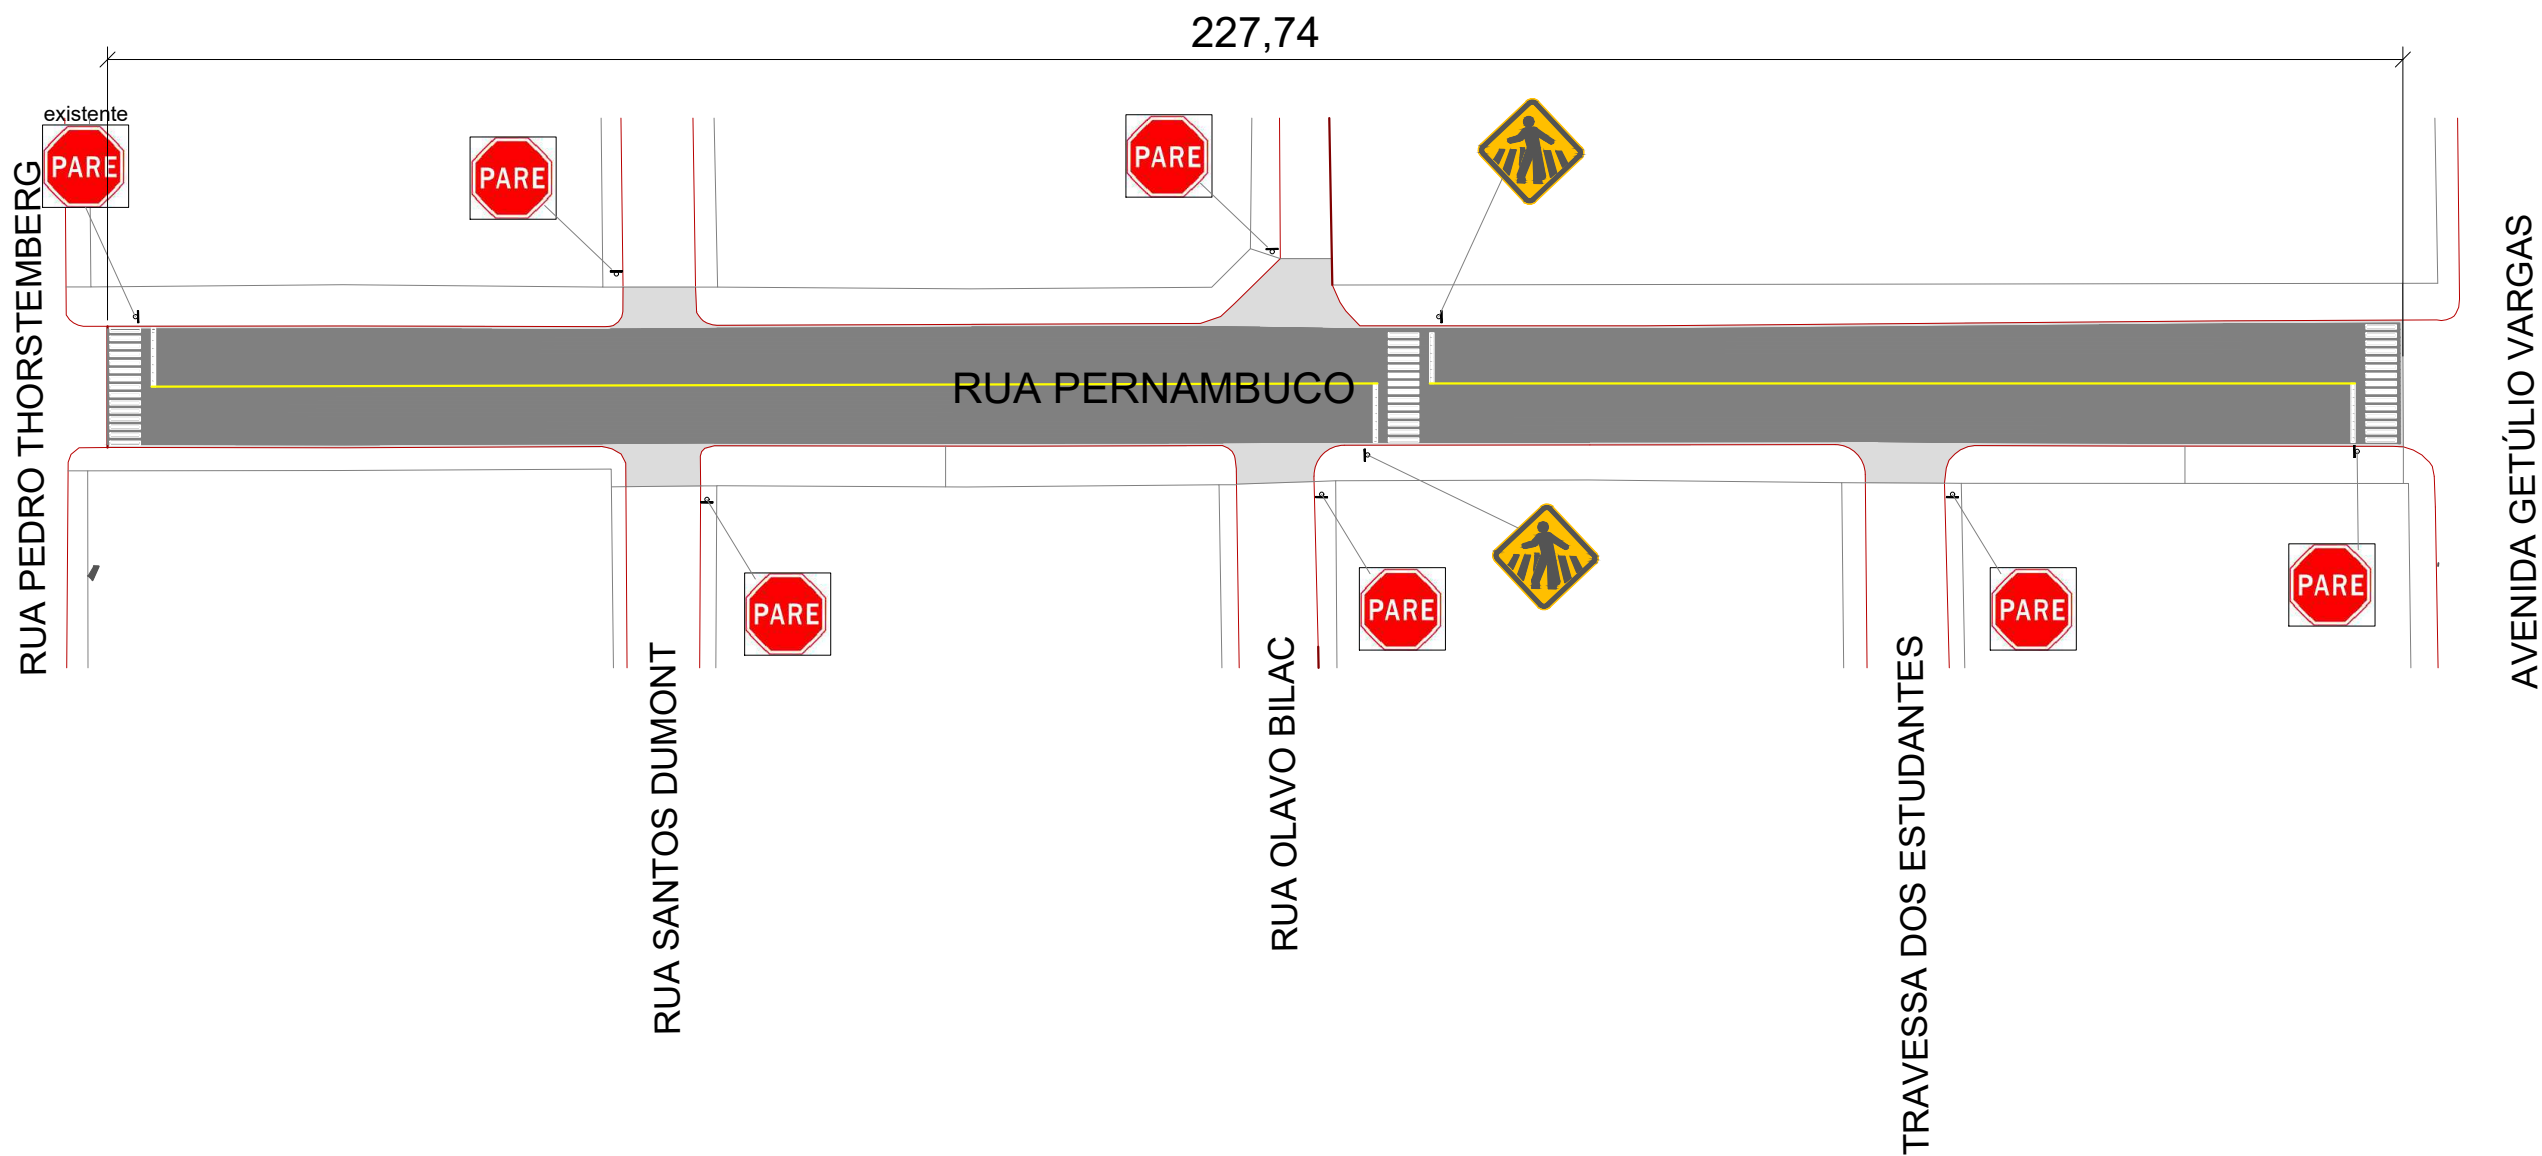 227,74
existente
PARE
PARE
PARE
RUA PEDRO THORSTEMBERG
AVENIDA GETÚLIO VARGAS
RUA PERNAMBUCO
PARE
PARE
PARE
PARE
RUA SANTOS DUMONT
RUA OLAVO BILAC
TRAVESSA DOS ESTUDANTES